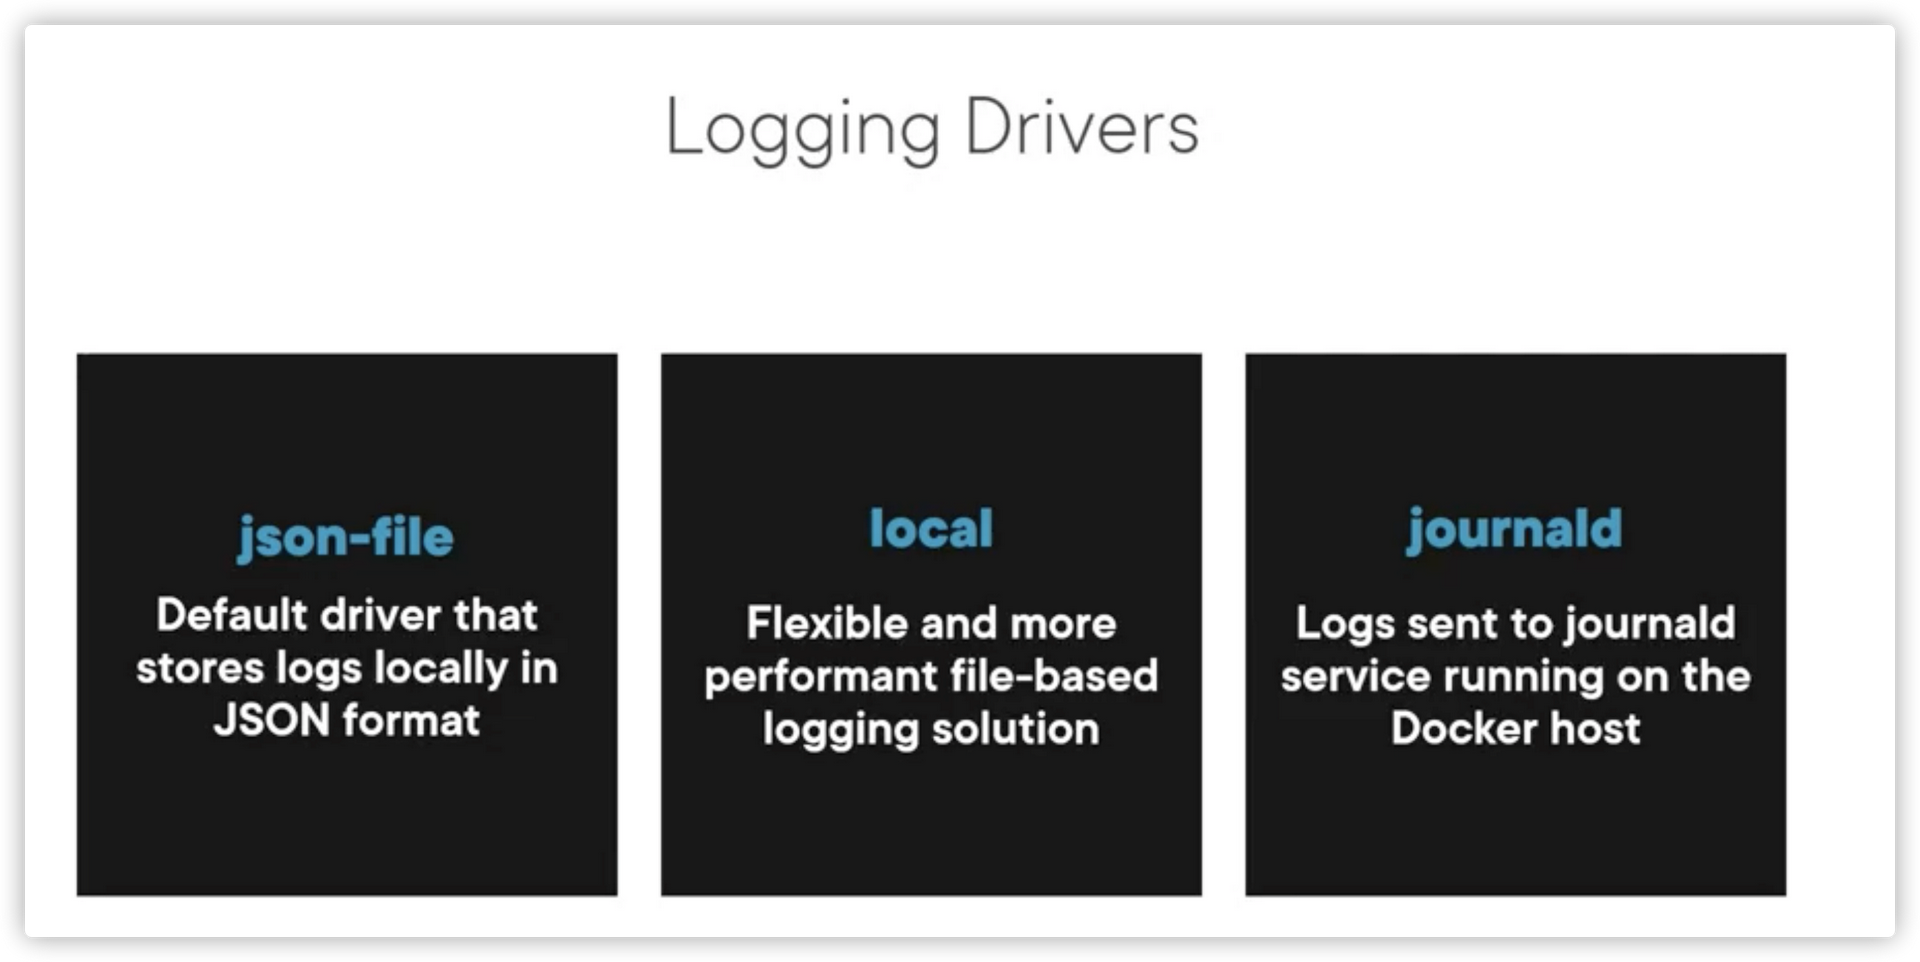 Logging Drivers
json-file
Default driver that
stores logs locally in
JSON format
local
Flexible and more
performant file-based
logging solution
journald
Logs sent to journald
service running on the
Docker host